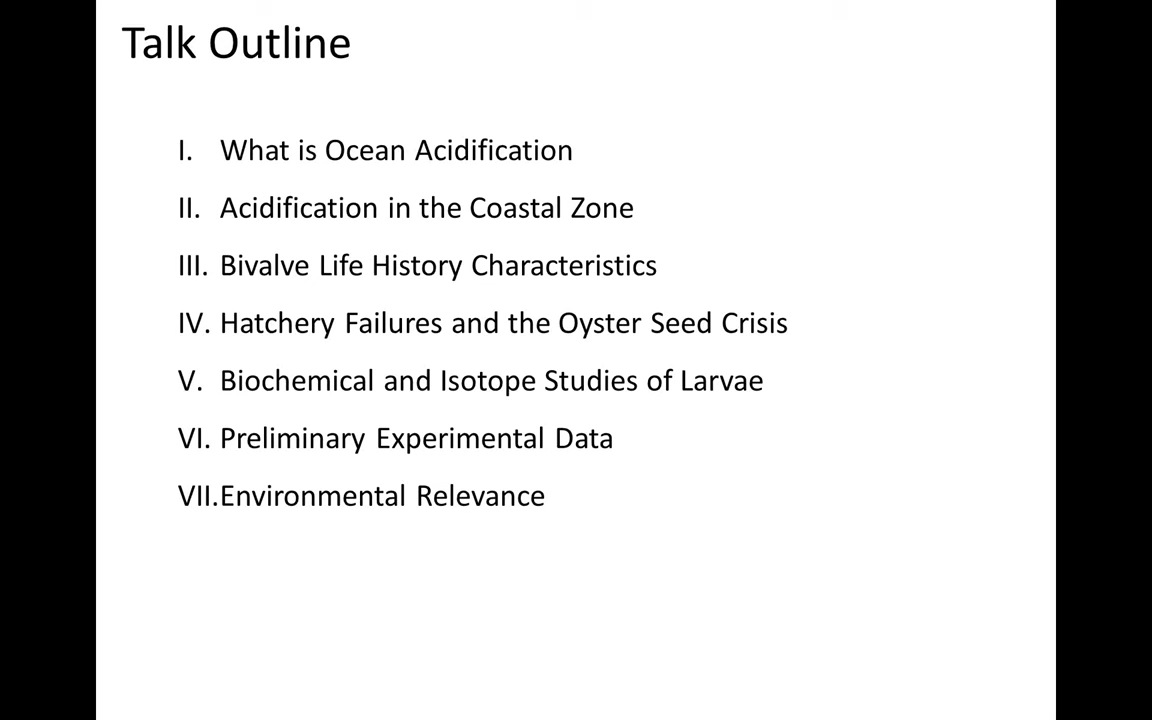 Talk Outline
I. What is Ocean Acidification
II. Acidification in the Coastal Zone
III. Bivalve Life History Characteristics
IV. Hatchery Failures and the Oyster Seed Crisis
V. Biochemical and Isotope Studies of Larvae
VI. Preliminary Experimental Data
VII.Environmental Relevance